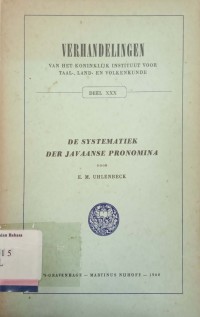 VERHANDELINGEN
VAN HET KONINKLIJK INSTITUUT VOOR
TAAL-, LAND- EN VOLKENKUNDE
DEEL XXX
DE SYSTEMATIEK
DER JAVAANSE PRONOMINA
DOOR
E. M. UHLENBECK
'S-GRAVENHAGE — MARTINUS NIJHOFF — 1960